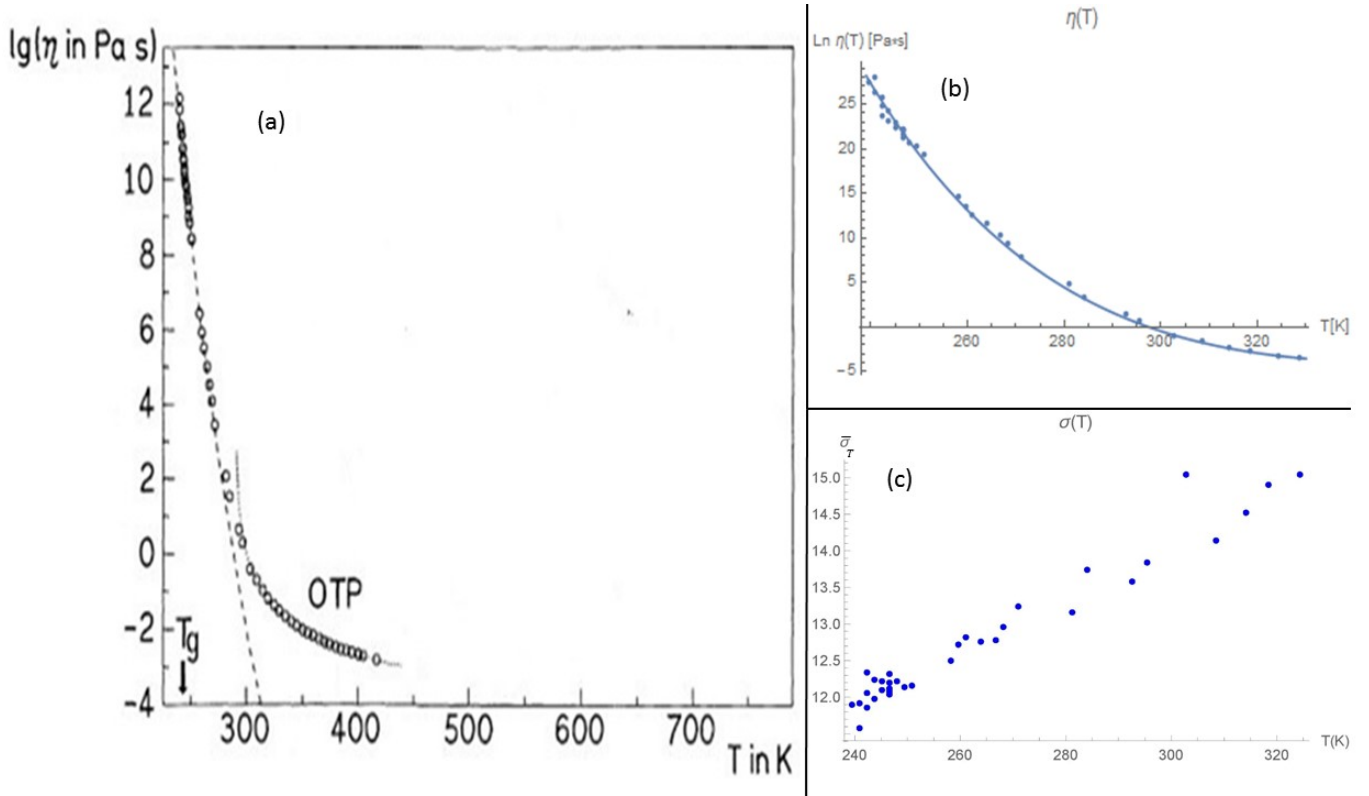 lg(η in Pa s)
(a)
12
10
8
6
4
2
0
-2
-4
Tg
OTP
300
400
500
600
700
T in K
η(T)
Ln η(T) [Pa*s]
(b)
25
20
15
10
5
-5
260
280
300
320
T[K]
σ(T)
σ̅T
(c)
15.0
14.5
14.0
13.5
13.0
12.5
12.0
240
260
280
300
320
T(K)